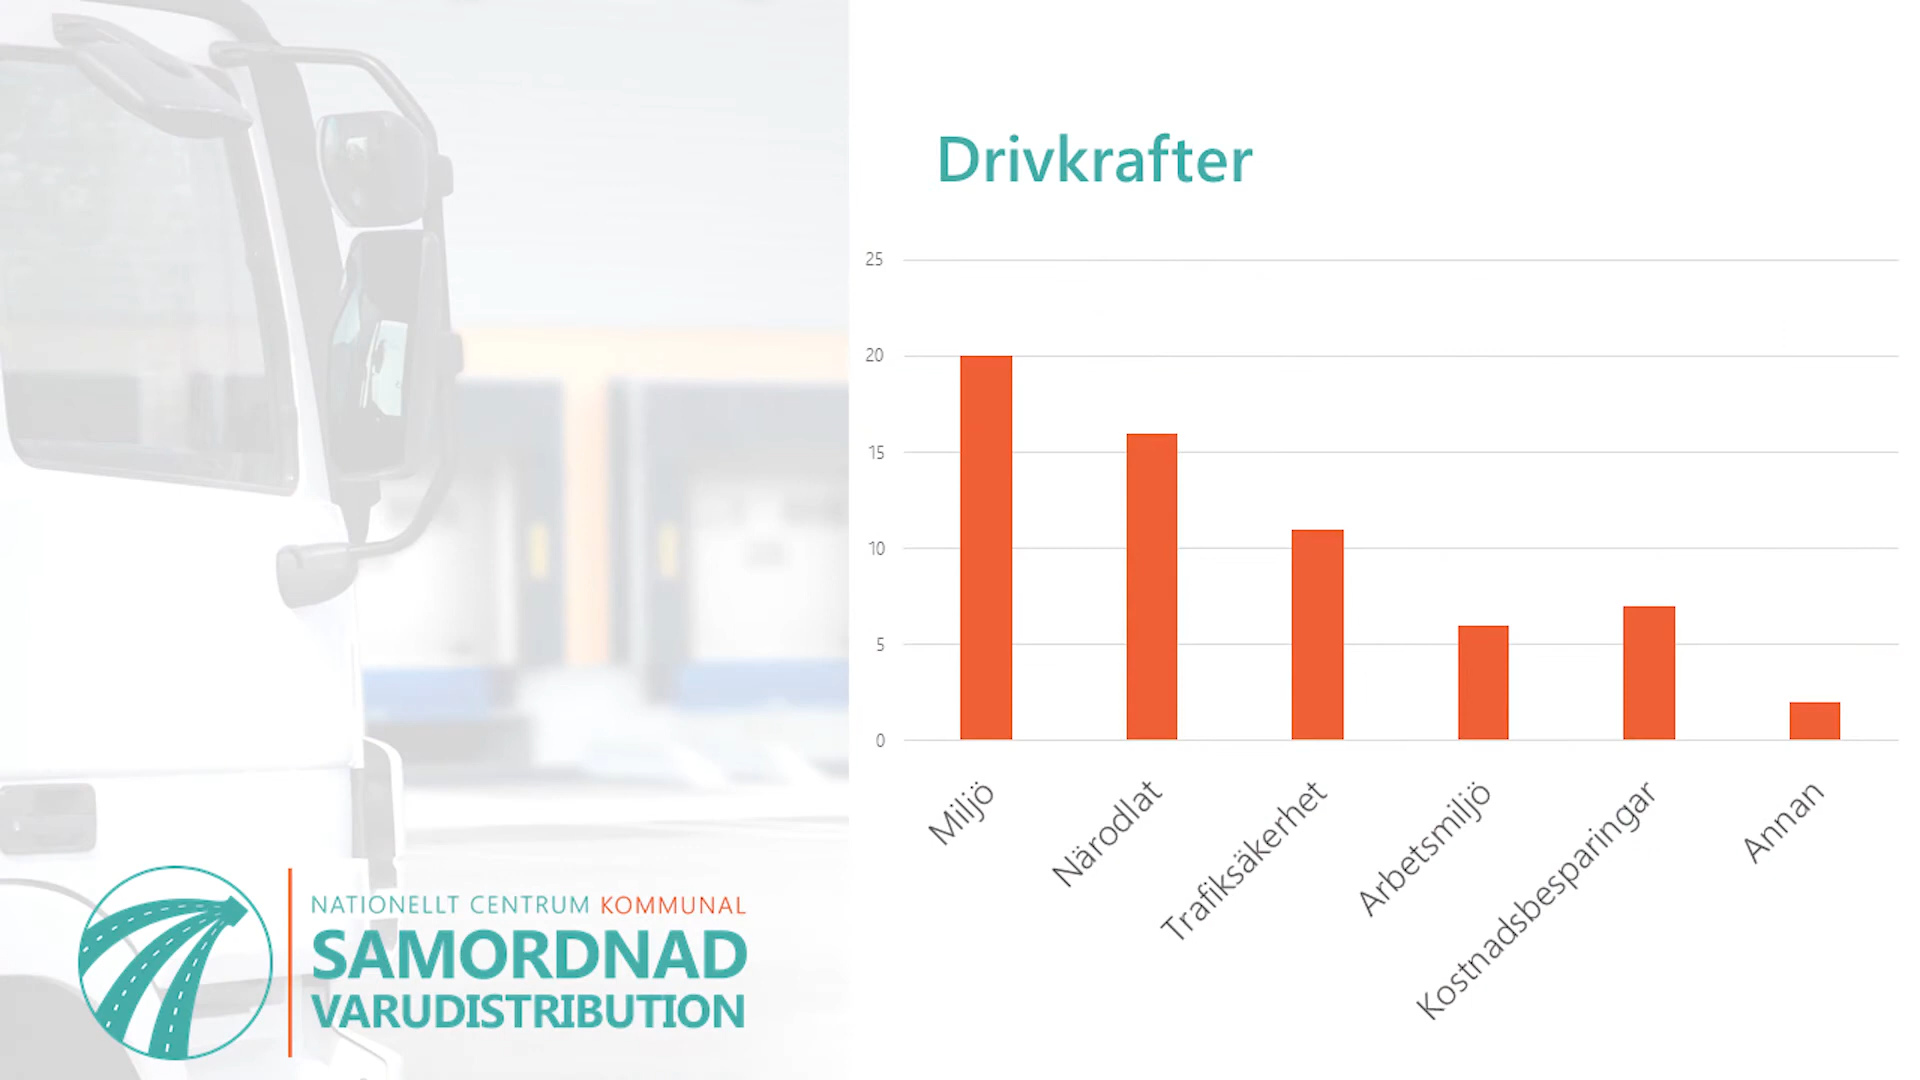 Drivkrafter
25
20
15
10
5
0
Miljö
Närodlat
Trafiksäkerhet
Arbetsmiljö
Kostnadsbesparingar
Annan
NATIONELLT CENTRUM KOMMUNAL
SAMORDNAD
VARUDISTRIBUTION